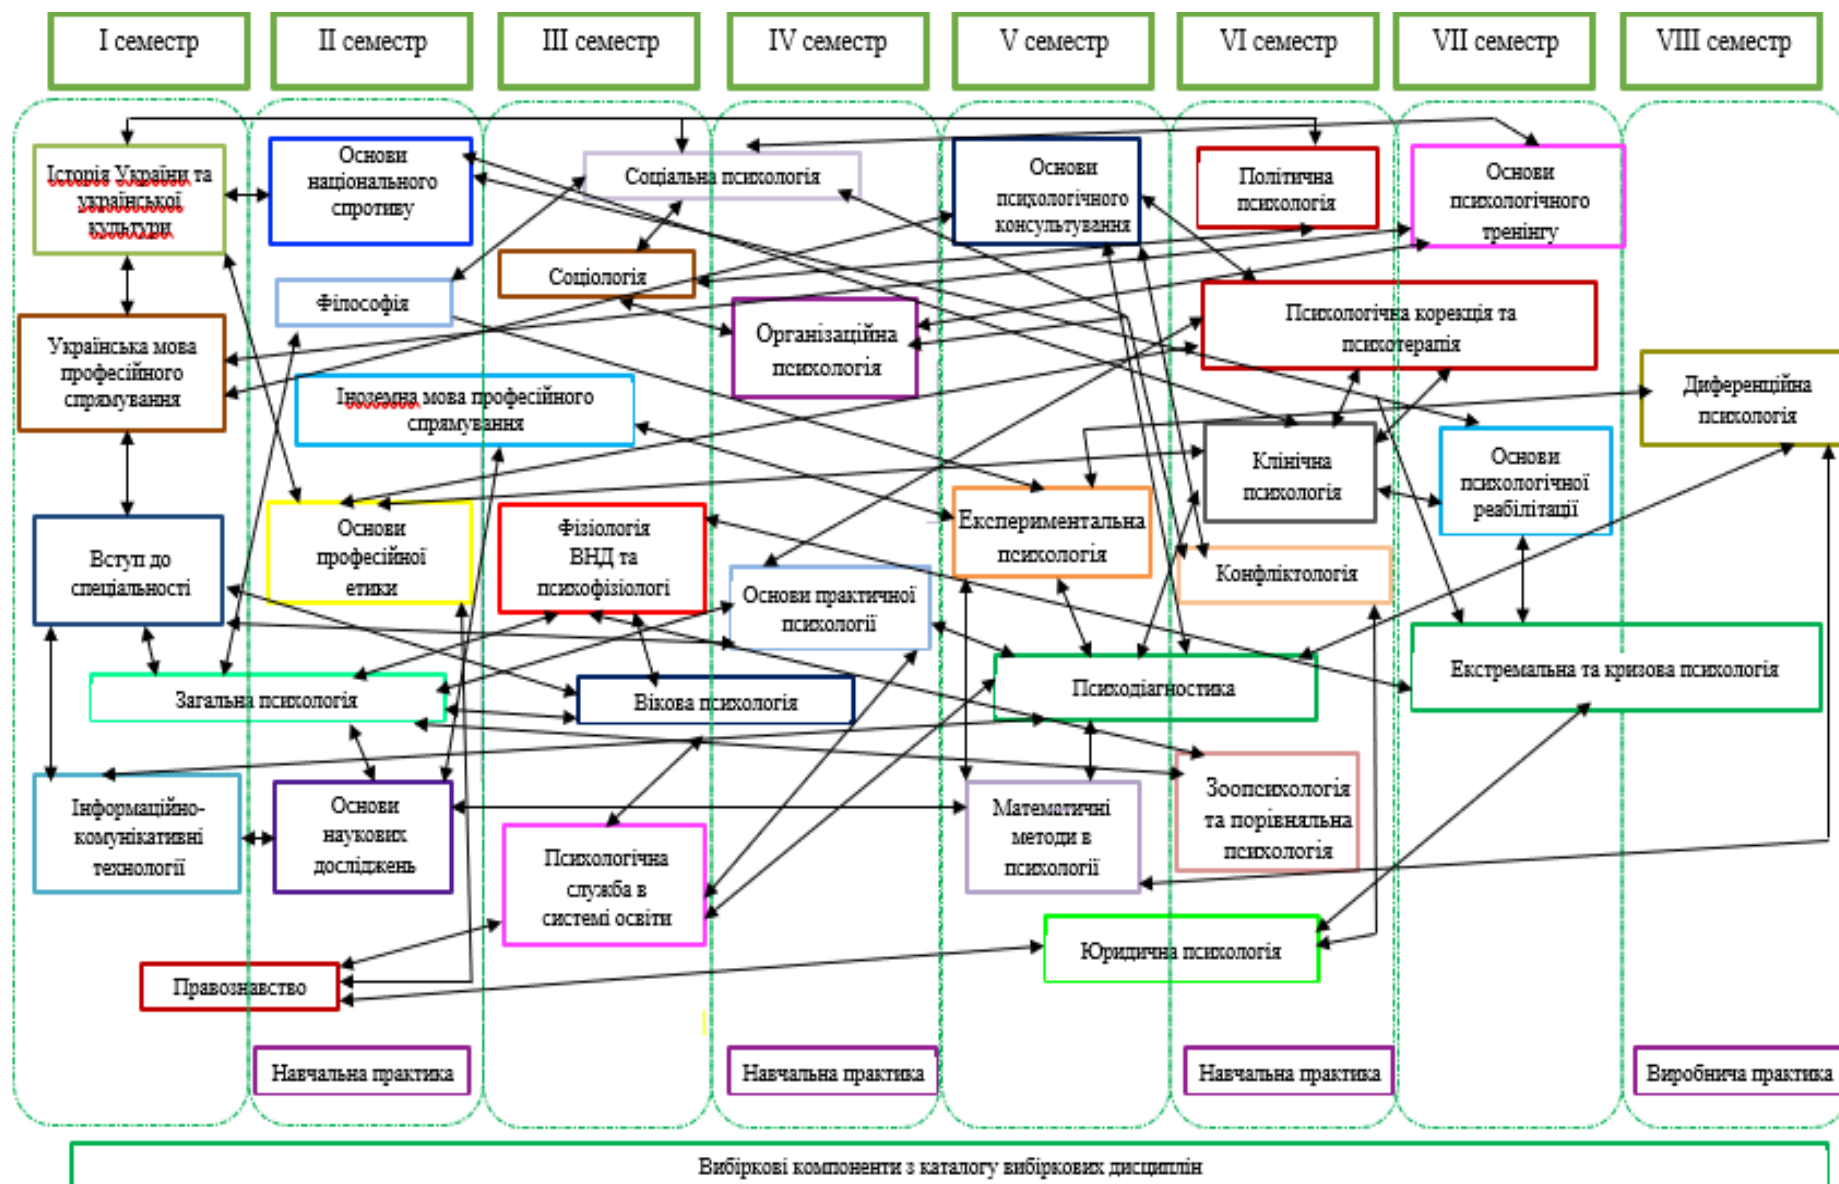 I семестр
II семестр
III семестр
IV семестр
V семестр
VI семестр
VII семестр
VIII семестр
Історія України та
української
культури
Основи
національного
спротиву
Соціальна психологія
Основи
психологічного
консультування
Політична
психологія
Основи
психологічного
тренінгу
Філософія
Соціологія
Організаційна
психологія
Психологічна корекція та
психотерапія
Українська мова
професійного
спрямування
Іноземна мова професійного
спрямування
Диференційна
психологія
Клінічна
психологія
Основи
психологічної
реабілітації
Вступ до
спеціальності
Основи
професійної
етики
Фізіологія
ВНД та
психофізіологі
Основи практичної
психології
Експериментальна
психологія
Конфліктологія
Екстремальна та кризова психологія
Загальна психологія
Вікова психологія
Психодіагностика
Інформаційно-
комунікативні
технології
Основи
наукових
досліджень
Психологічна
служба в
системі освіти
Математичні
методи в
психології
Зоопсихологія
та порівняльна
психологія
Юридична психологія
Правознавство
Навчальна практика
Навчальна практика
Навчальна практика
Виробнича практика
Вибіркові компоненти з каталогу вибіркових дисциплін